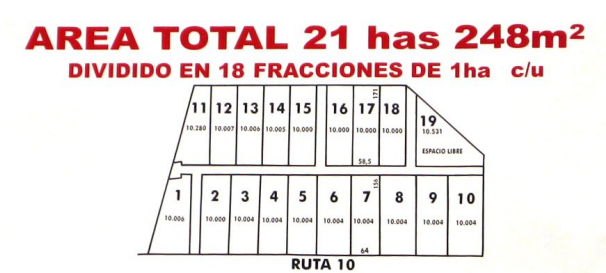 AREA TOTAL 21 has 248m²
DIVIDIDO EN 18 FRACCIONES DE 1ha c/u
11 12 13 14 15 16 17 18 19
171
10.280 10.007 10.006 10.005 10.000 10.000 10.000 10.000 10.531
ESPACIO LIBRE
58,5
1 2 3 4 5 6 7 8 9 10
156
10.006 10.000 10.004 10.004 10.004 10.004 10.004 10.004 10.004 10.004
64
RUTA 10